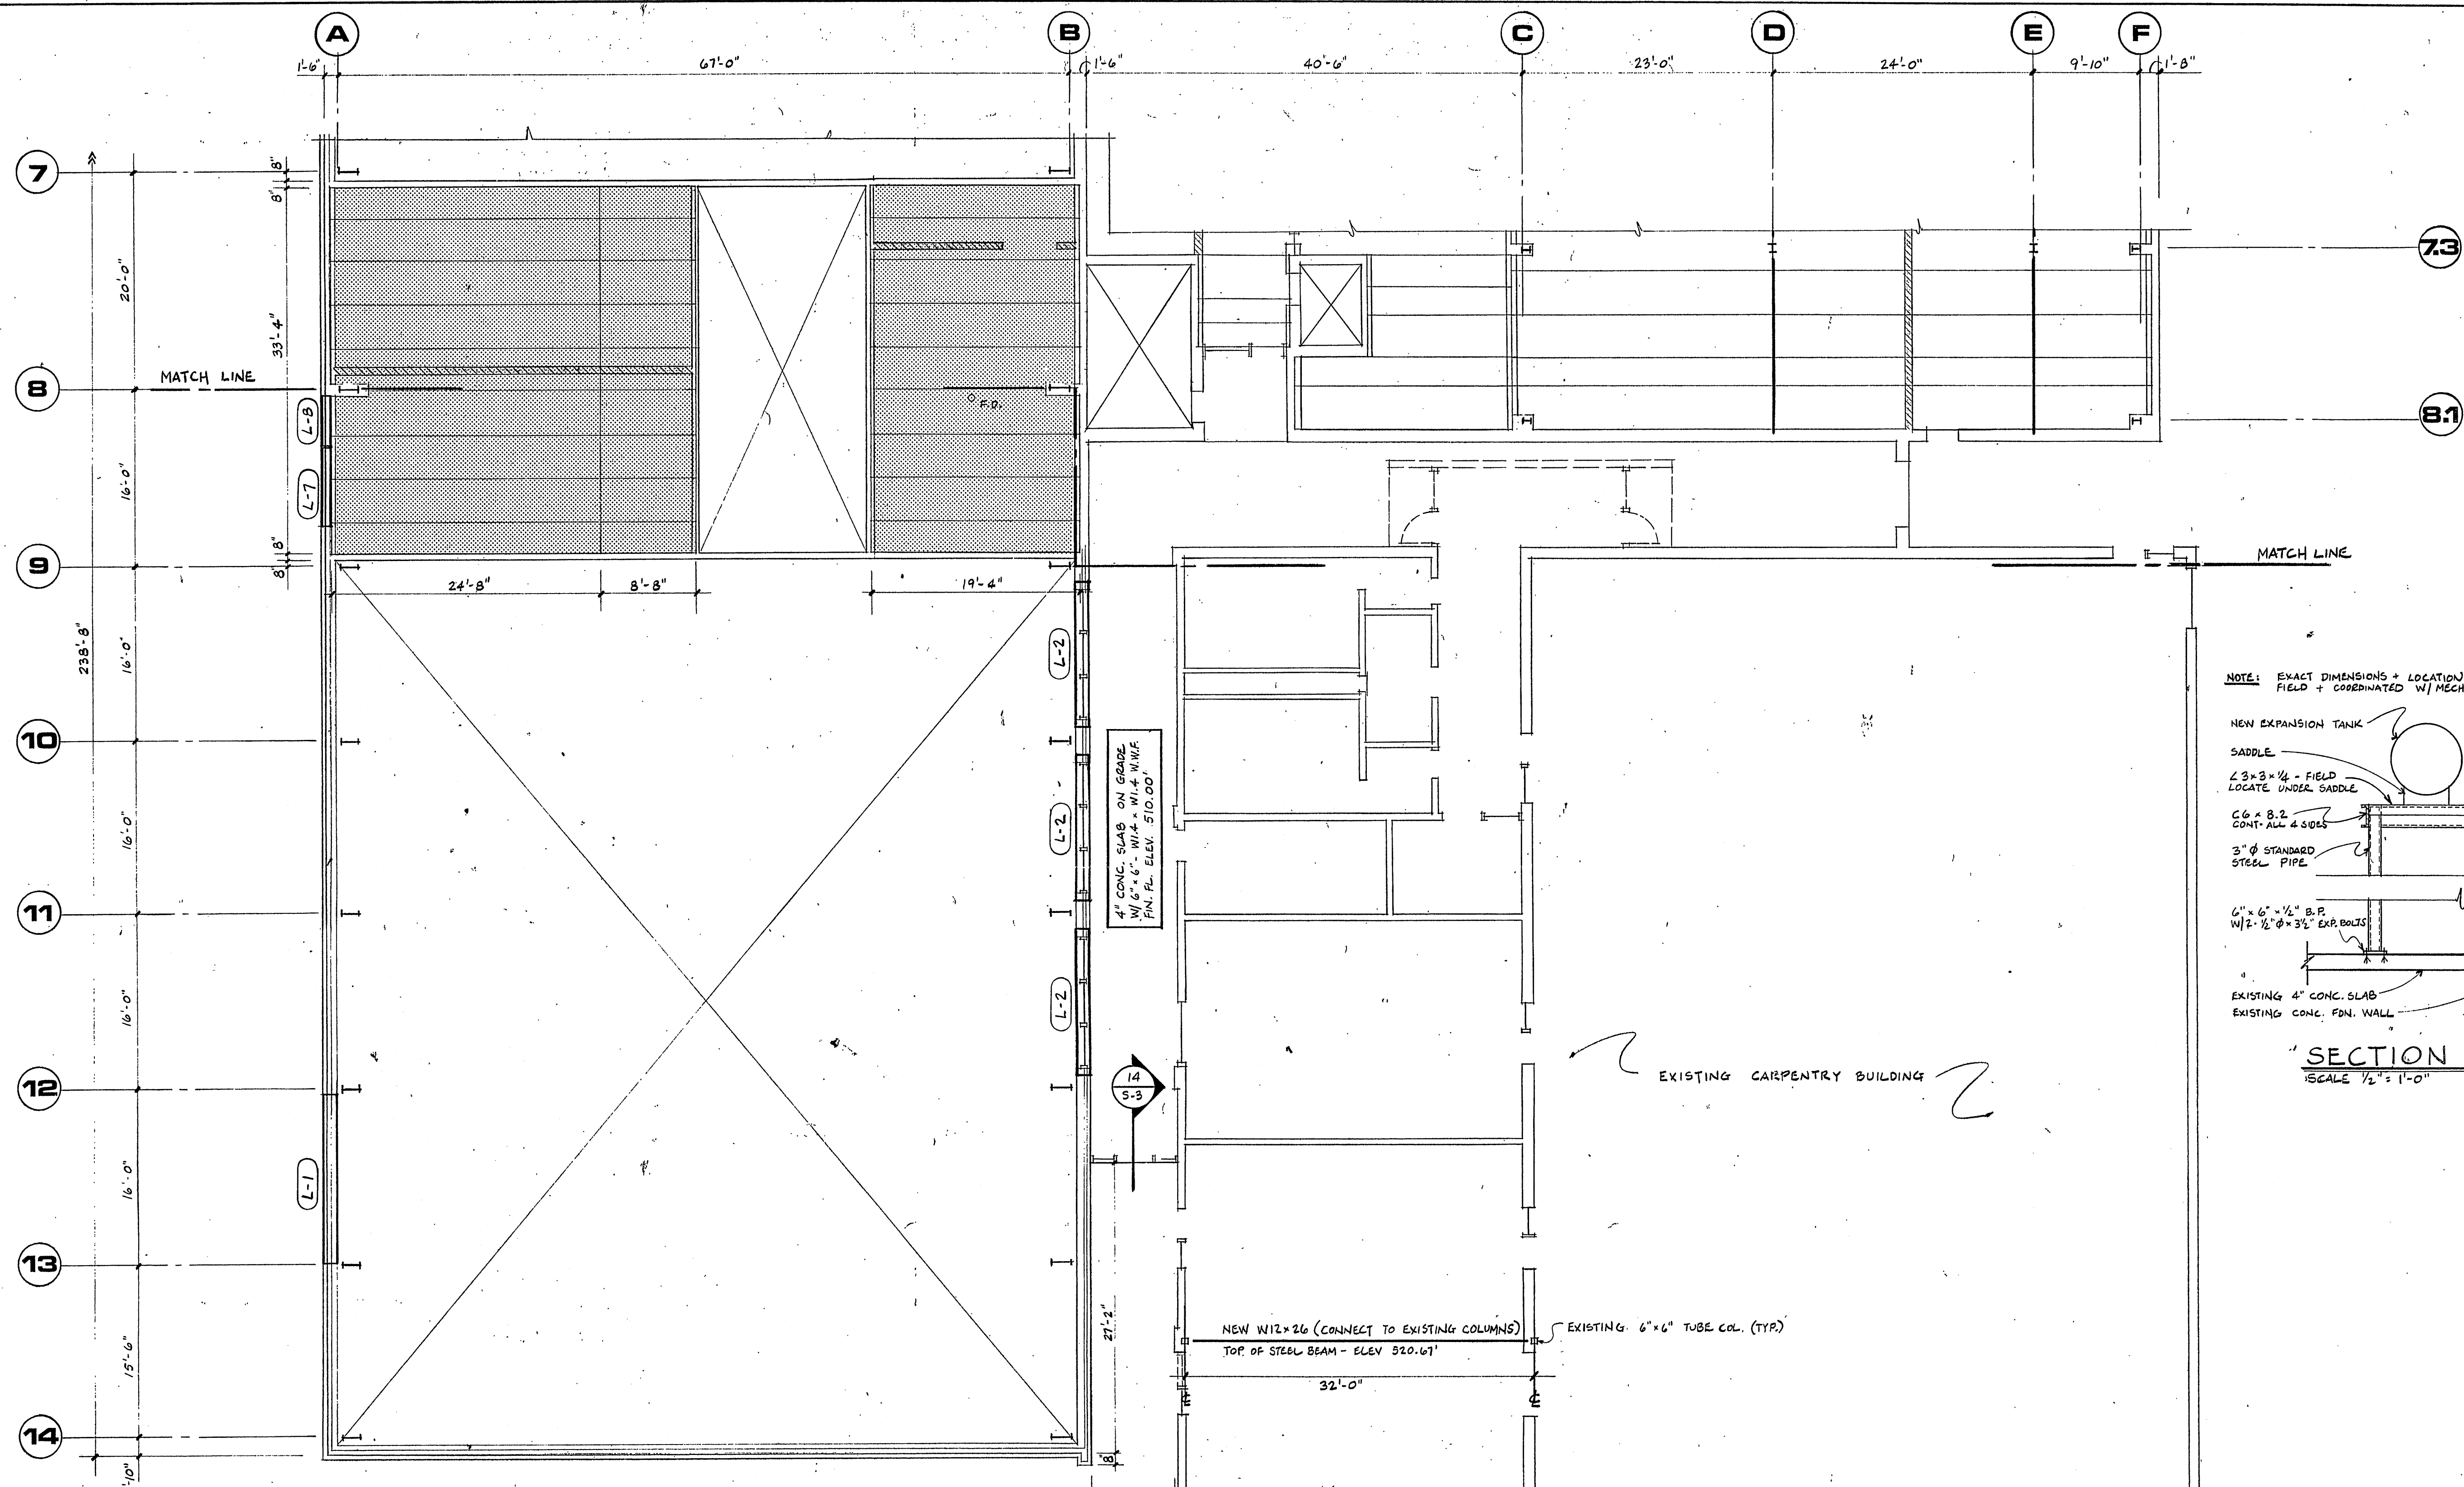 A
B
C
D
E
F
1'-6"
67'-0"
1'-6"
40'-6"
23'-0"
24'-0"
9'-10"
1'-8"
7
8"
8"
7.3
20'-0"
33'-4"
MATCH LINE
8
F.D.
8.1
L-8
L-7
16'-0"
8"
8"
9
MATCH LINE
24'-8"
8'-8"
19'-4"
238'-8"
16'-0"
L-2
NOTE: EXACT DIMENSIONS + LOCATION
FIELD + COORDINATED W/ MECH
NEW EXPANSION TANK
SADDLE
∠3×3×1/4 - FIELD
LOCATE UNDER SADDLE
C6 × 8.2
CONT- ALL 4 SIDES
3" Ø STANDARD
STEEL PIPE
6" × 6" × 1/2" B.P.
W/2-1/2" Ø × 3 1/2" EXP. BOLTS
EXISTING 4" CONC. SLAB
EXISTING CONC. FDN. WALL
SECTION
SCALE 1/2" = 1'-0"
10
4" CONC. SLAB ON GRADE
W/ 6" × 6" - W1.4 × W1.4 W.W.F.
FIN. FL. ELEV. 510.00'
16'-0"
L-2
11
16'-0"
L-2
12
14
S-3
EXISTING CARPENTRY BUILDING
16'-0"
L-1
13
27'-2"
NEW W12×26 (CONNECT TO EXISTING COLUMNS)
TOP OF STEEL BEAM - ELEV 520.67'
EXISTING 6"×6" TUBE COL. (TYP.)
15'-6"
32'-0"
14
8"